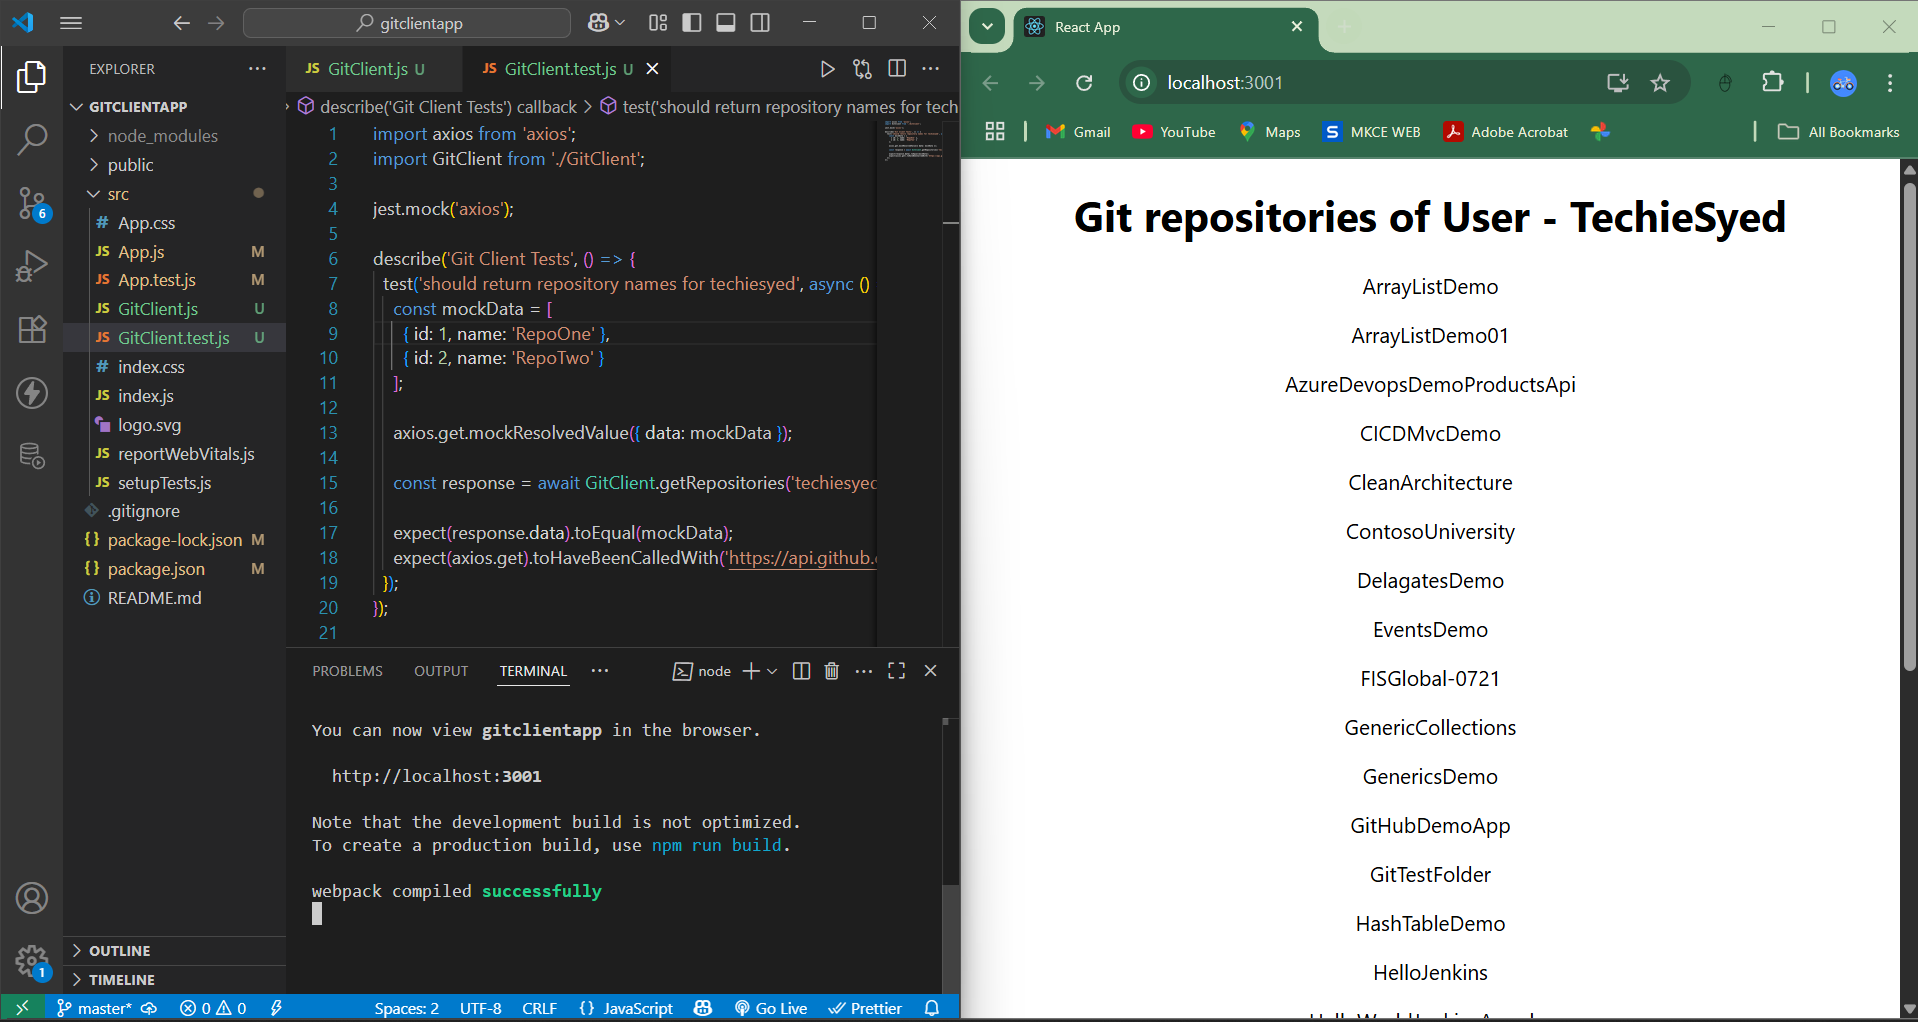 gitclientapp
EXPLORER
GITCLIENTAPP
node_modules
public
src
# App.css
JS App.js M
JS App.test.js M
JS GitClient.js U
JS GitClient.test.js U
# index.css
JS index.js
logo.svg
JS reportWebVitals.js
JS setupTests.js
.gitignore
{} package-lock.json M
{} package.json M
README.md
OUTLINE
TIMELINE
6
1
JS GitClient.js U
JS GitClient.test.js U
describe('Git Client Tests') callback > test('should return repository names for tech
1 import axios from 'axios';
2 import GitClient from './GitClient';
3
4 jest.mock('axios');
5
6 describe('Git Client Tests', () => {
7 test('should return repository names for techiesyed', async ()
8 const mockData = [
9 { id: 1, name: 'RepoOne' },
10 { id: 2, name: 'RepoTwo' }
11 ];
12
13 axios.get.mockResolvedValue({ data: mockData });
14
15 const response = await GitClient.getRepositories('techiesyed
16
17 expect(response.data).toEqual(mockData);
18 expect(axios.get).toHaveBeenCalledWith('https://api.github.
19 });
20 });
21
PROBLEMS OUTPUT TERMINAL
node
You can now view gitclientapp in the browser.
http://localhost:3001
Note that the development build is not optimized.
To create a production build, use npm run build.
webpack compiled successfully
master* 0 0 Spaces: 2 UTF-8 CRLF {} JavaScript Go Live Prettier
React App
localhost:3001
Gmail YouTube Maps S MKCE WEB Adobe Acrobat All Bookmarks
Git repositories of User - TechieSyed
ArrayListDemo
ArrayListDemo01
AzureDevopsDemoProductsApi
CICDMvcDemo
CleanArchitecture
ContosoUniversity
DelagatesDemo
EventsDemo
FISGlobal-0721
GenericCollections
GenericsDemo
GitHubDemoApp
GitTestFolder
HashTableDemo
HelloJenkins